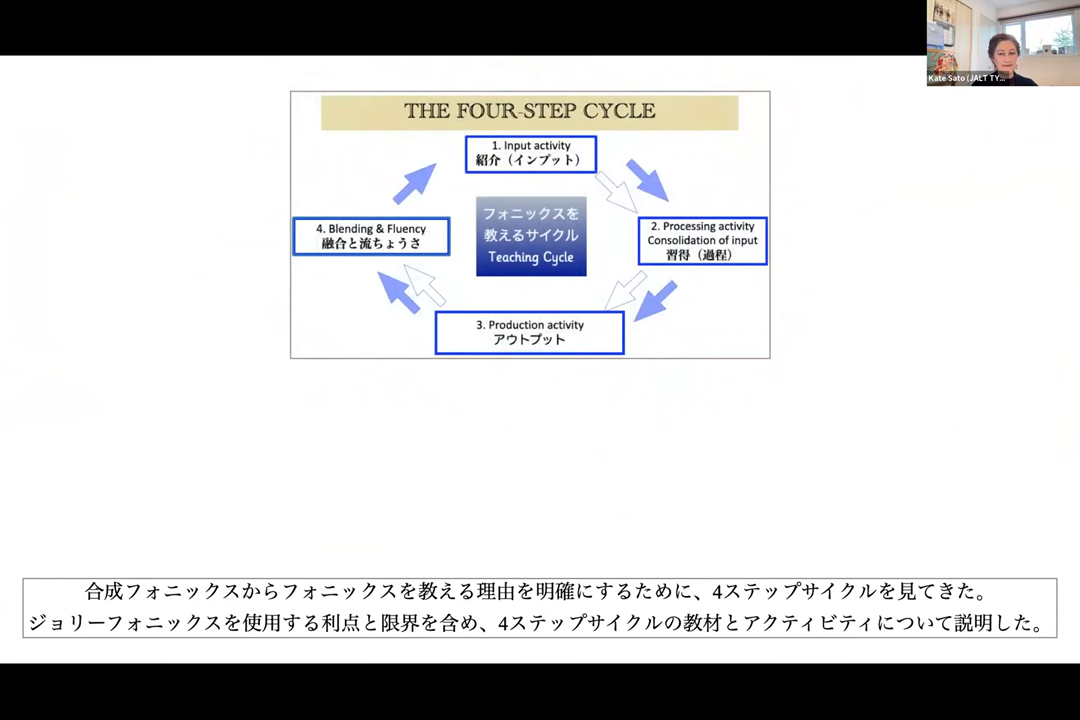 Kate Sato (JALT TY...
THE FOUR-STEP CYCLE
1. Input activity
紹介（インプット）
4. Blending & Fluency
融合と流ちょうさ
フォニックスを
教えるサイクル
Teaching Cycle
2. Processing activity
Consolidation of input
習得（過程）
3. Production activity
アウトプット
合成フォニックスからフォニックスを教える理由を明確にするために、4ステップサイクルを見てきた。
ジョリーフォニックスを使用する利点と限界を含め、4ステップサイクルの教材とアクティビティについて説明した。